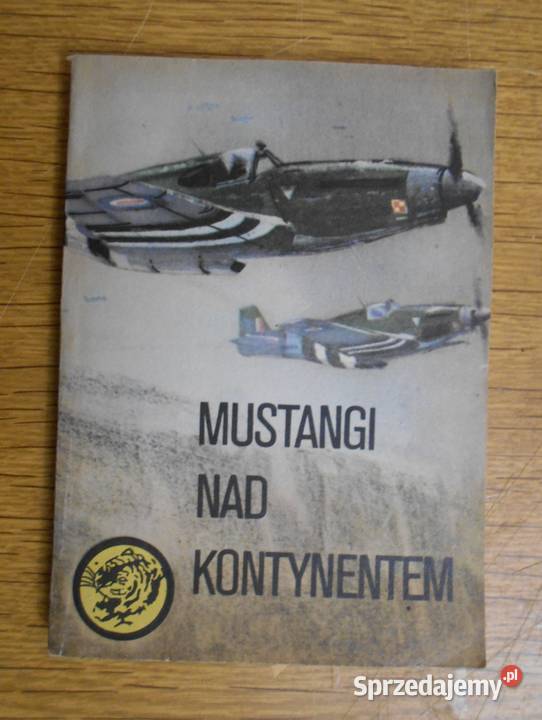 MUSTANGI
NAD
KONTYNENTEM
Sprzedajemy.pl